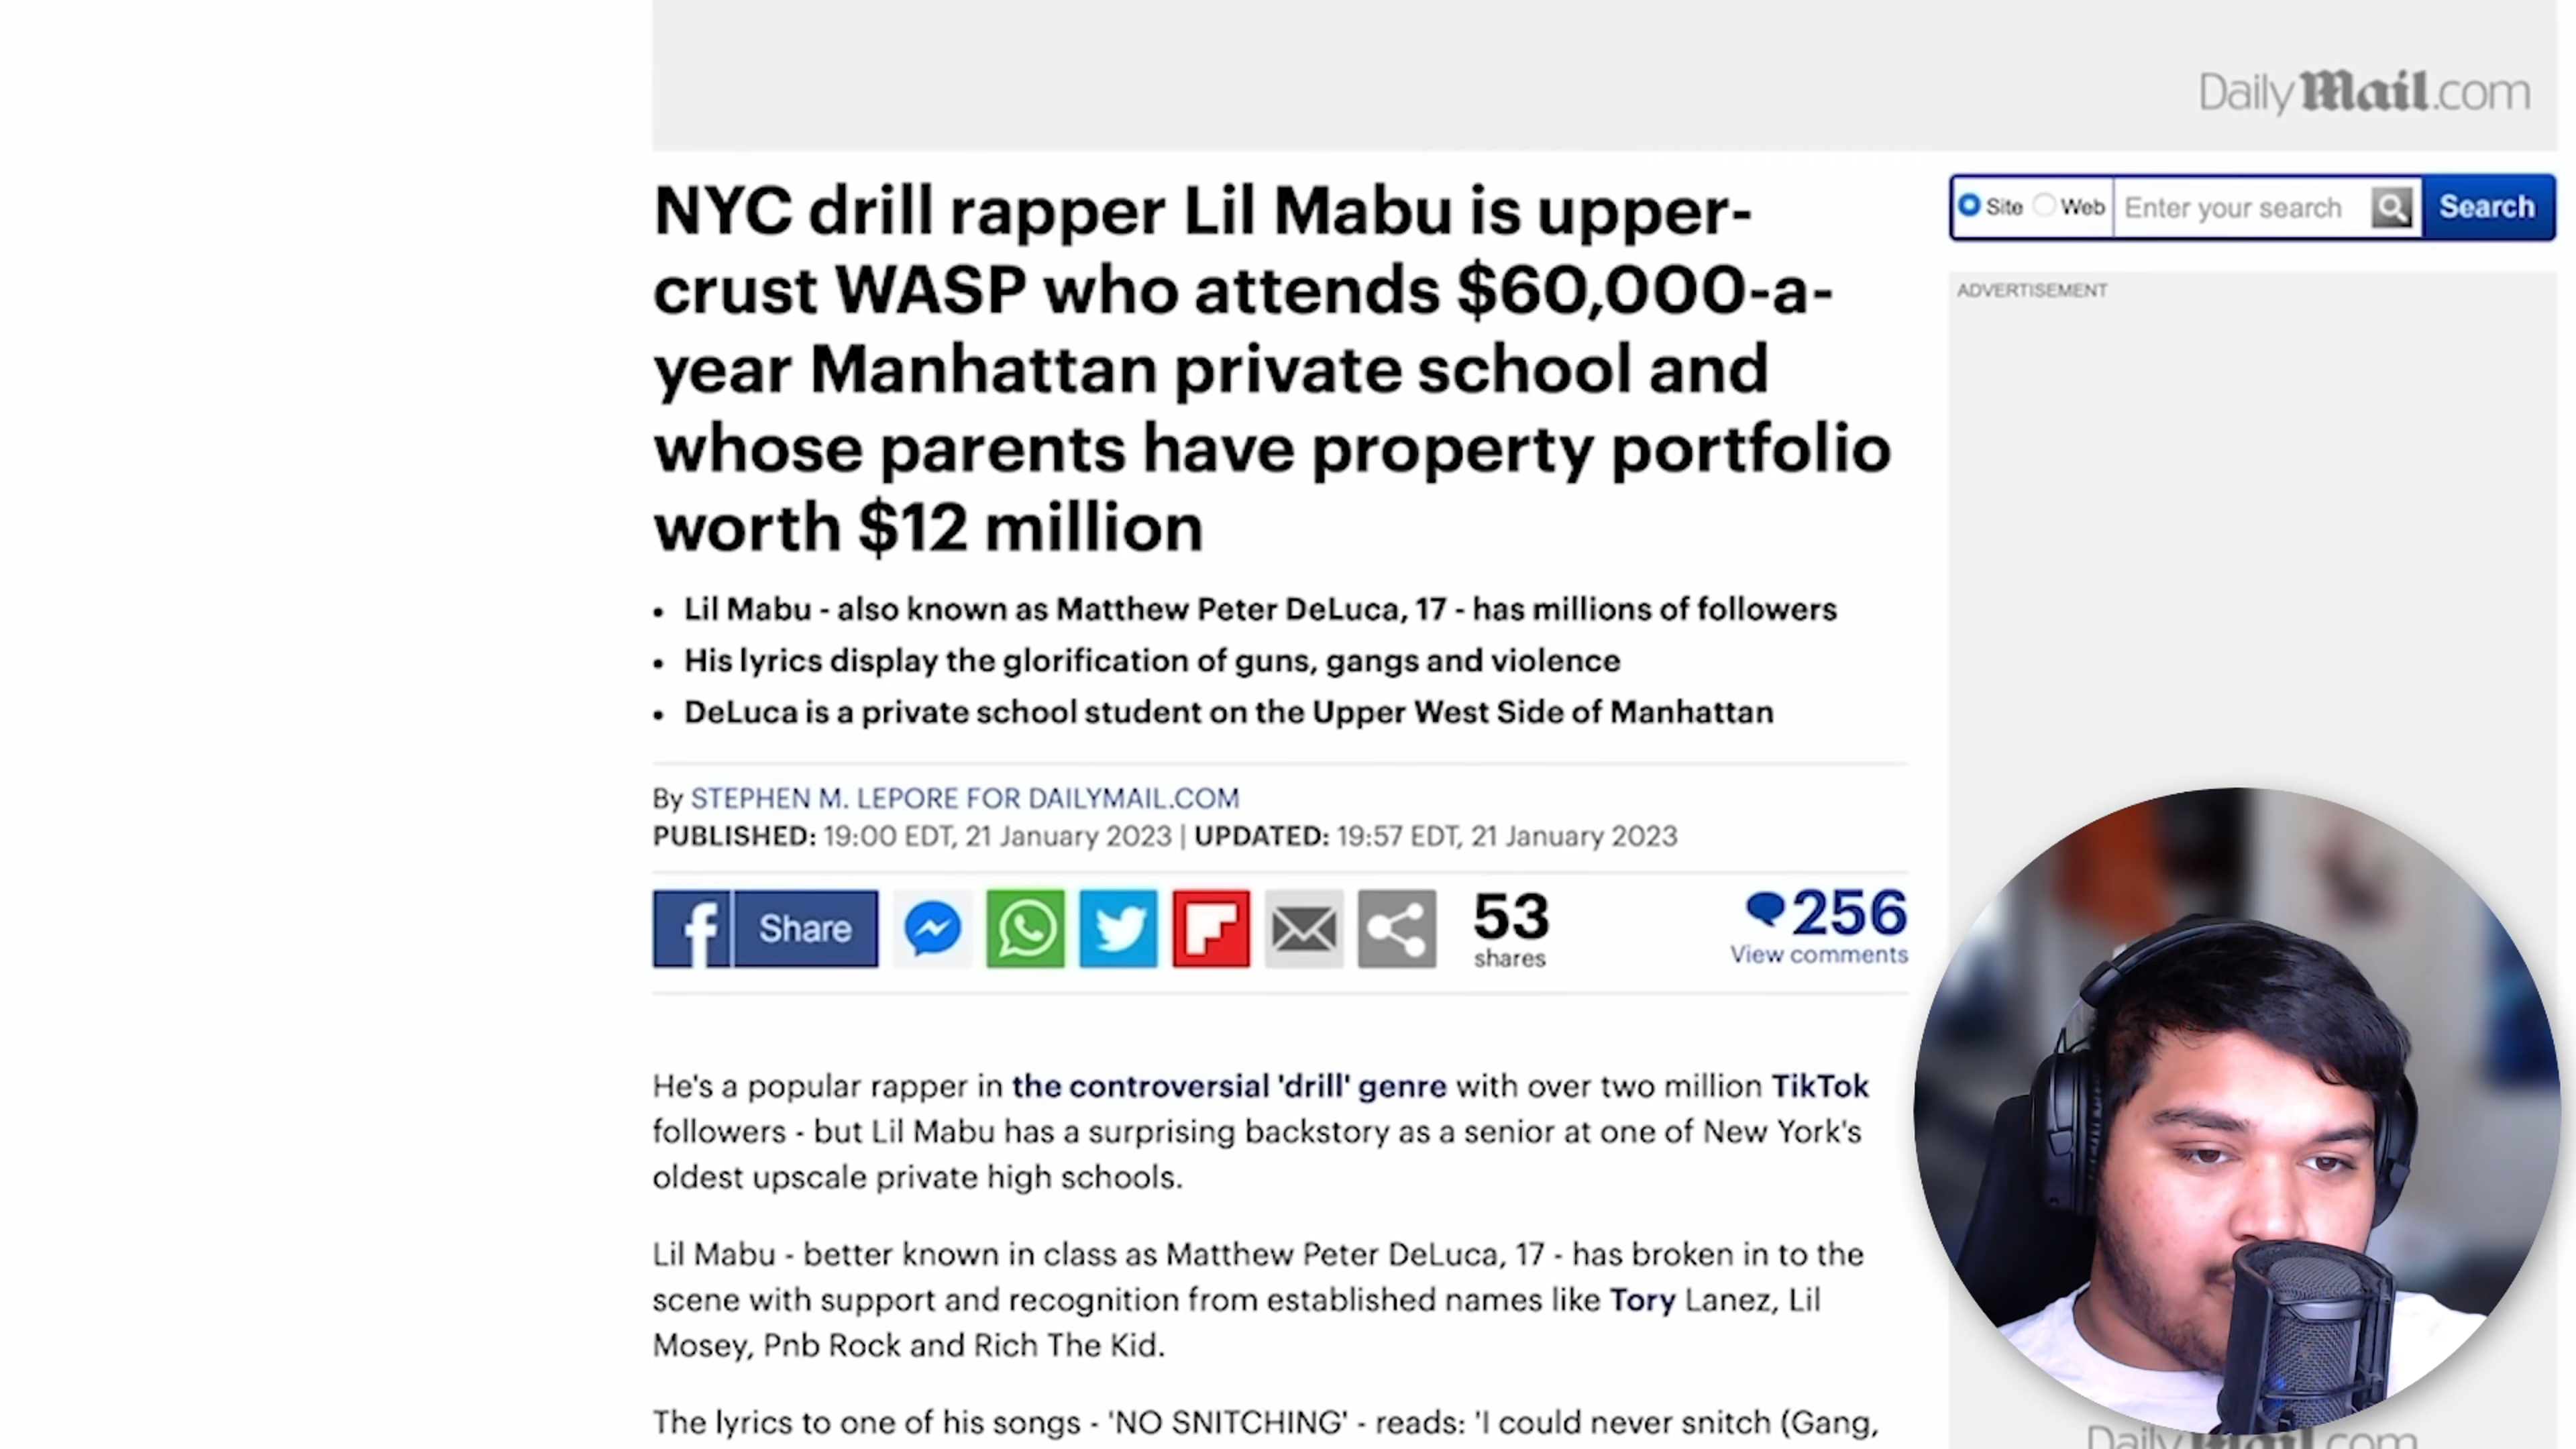 DailyMail.com
NYC drill rapper Lil Mabu is upper-
crust WASP who attends $60,000-a-
year Manhattan private school and
whose parents have property portfolio
worth $12 million
• Lil Mabu - also known as Matthew Peter DeLuca, 17 - has millions of followers
• His lyrics display the glorification of guns, gangs and violence
• DeLuca is a private school student on the Upper West Side of Manhattan
By STEPHEN M. LEPORE FOR DAILYMAIL.COM
PUBLISHED: 19:00 EDT, 21 January 2023 | UPDATED: 19:57 EDT, 21 January 2023
f Share
53
shares
256
View comments
He's a popular rapper in the controversial 'drill' genre with over two million TikTok
followers - but Lil Mabu has a surprising backstory as a senior at one of New York's
oldest upscale private high schools.
Lil Mabu - better known in class as Matthew Peter DeLuca, 17 - has broken in to the
scene with support and recognition from established names like Tory Lanez, Lil
Mosey, Pnb Rock and Rich The Kid.
The lyrics to one of his songs - 'NO SNITCHING' - reads: 'I could never snitch (Gang,
Site Web Enter your search Search
ADVERTISEMENT
DailyMail.com